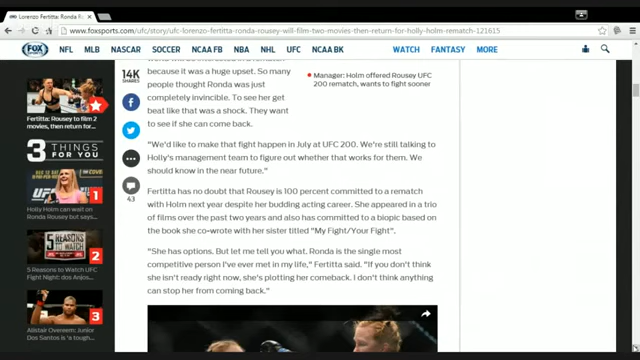 Lorenzo Fertitta: Ronda R
www.foxsports.com/ufc/story/ufc-lorenzo-fertitta-ronda-rousey-will-film-two-movies-then-return-for-holly-holm-rematch-121615
FOX SPORTS
NFL MLB NASCAR SOCCER NCAA FB NBA NHL UFC NCAA BK WATCH FANTASY MORE
Fertitta: Rousey to film 2
movies, then return for...
3 THINGS
FOR YOU
UFC
1
Holly Holm can wait
on Ronda Rousey but says
5 REASONS
TO WATCH
2
5 Reasons to Watch UFC
Fight Night: dos Anjos
3
Alistair Overeem: Junior
Dos Santos is 'a tough
14K
SHARES
43
because it was a huge upset. So many
people thought Ronda was just
completely invincible. To see her get
beat like that was a shock. They want
to see if she can come back.
Manager: Holm offered Rousey UFC
200 rematch, wants to fight sooner
"We'd like to make that fight happen in July at UFC 200. We're still talking to
Holly's management team to figure out whether that works for them. We
should know in the near future."
Fertitta has no doubt that Rousey is 100 percent committed to a rematch
with Holm next year despite her budding acting career. She appeared in a trio
of films over the past two years and also has committed to a biopic based on
the book she co-wrote with her sister titled "My Fight/Your Fight".
"She has options. But let me tell you what, Ronda is the single most
competitive person I've ever met in my life," Fertitta said. "If you don't think
she isn't ready right now, she's plotting her comeback. I don't think anything
can stop her from coming back."